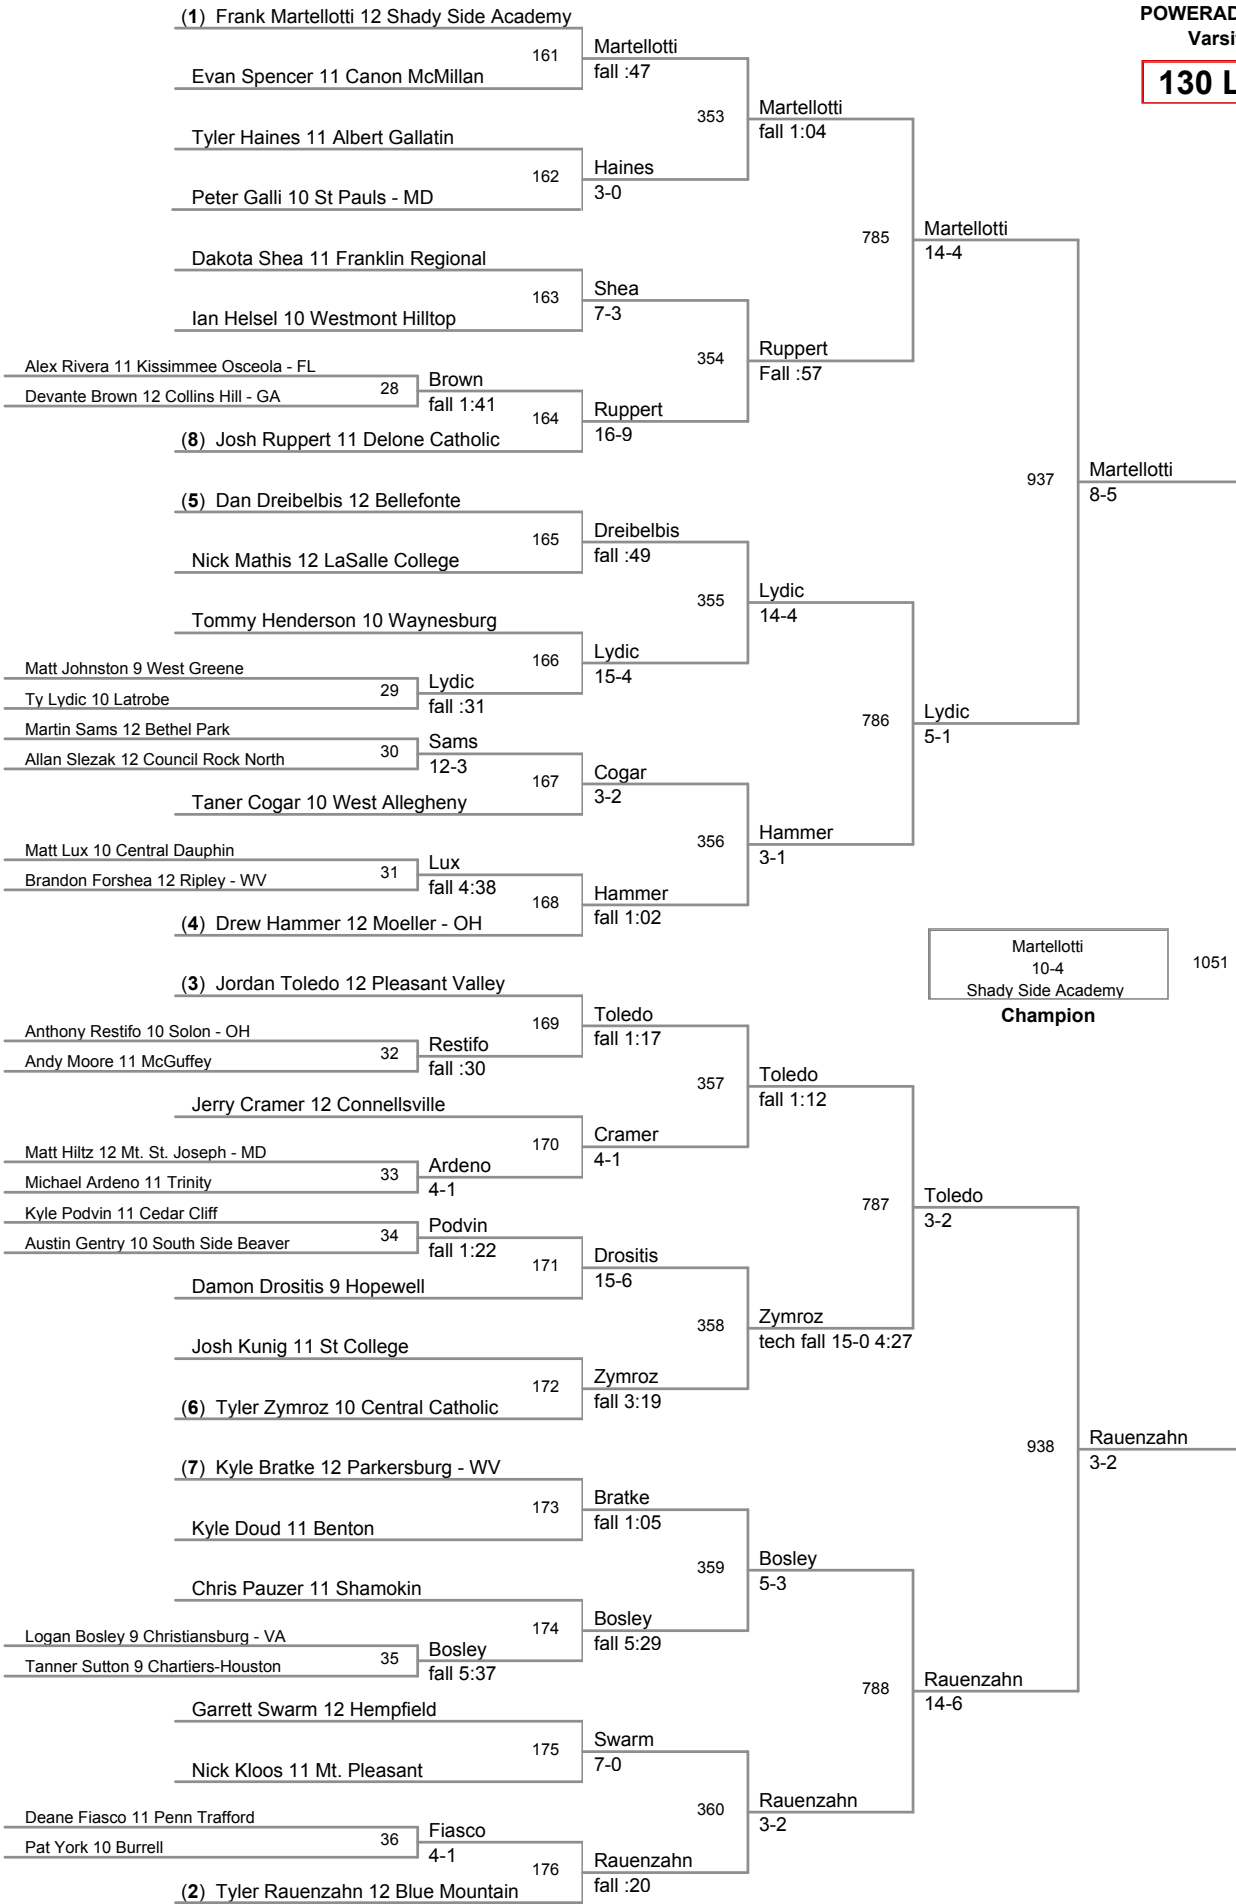 POWERAD
Varsi
130 L
(1) Frank Martellotti 12 Shady Side Academy
161
Martellotti
fall :47
Evan Spencer 11 Canon McMillan
353
Martellotti
fall 1:04
Tyler Haines 11 Albert Gallatin
162
Haines
3-0
Peter Galli 10 St Pauls - MD
785
Martellotti
14-4
Dakota Shea 11 Franklin Regional
163
Shea
7-3
Ian Helsel 10 Westmont Hilltop
354
Ruppert
Fall :57
Alex Rivera 11 Kissimmee Osceola - FL
28
Brown
fall 1:41
Devante Brown 12 Collins Hill - GA
164
Ruppert
16-9
(8) Josh Ruppert 11 Delone Catholic
937
Martellotti
8-5
(5) Dan Dreibelbis 12 Bellefonte
165
Dreibelbis
fall :49
Nick Mathis 12 LaSalle College
355
Lydic
14-4
Tommy Henderson 10 Waynesburg
166
Lydic
15-4
Matt Johnston 9 West Greene
29
Lydic
fall :31
Ty Lydic 10 Latrobe
786
Lydic
5-1
Martin Sams 12 Bethel Park
30
Sams
12-3
Allan Slezak 12 Council Rock North
167
Cogar
3-2
Taner Cogar 10 West Allegheny
356
Hammer
3-1
Matt Lux 10 Central Dauphin
31
Lux
fall 4:38
Brandon Forshea 12 Ripley - WV
168
Hammer
fall 1:02
(4) Drew Hammer 12 Moeller - OH
Martellotti
10-4
Shady Side Academy
1051
Champion
(3) Jordan Toledo 12 Pleasant Valley
169
Toledo
fall 1:17
Anthony Restifo 10 Solon - OH
32
Restifo
fall :30
Andy Moore 11 McGuffey
357
Toledo
fall 1:12
Jerry Cramer 12 Connellsville
170
Cramer
4-1
Matt Hiltz 12 Mt. St. Joseph - MD
33
Ardeno
4-1
Michael Ardeno 11 Trinity
787
Toledo
3-2
Kyle Podvin 11 Cedar Cliff
34
Podvin
fall 1:22
Austin Gentry 10 South Side Beaver
171
Drositis
15-6
Damon Drositis 9 Hopewell
358
Zymroz
tech fall 15-0 4:27
Josh Kunig 11 St College
172
Zymroz
fall 3:19
(6) Tyler Zymroz 10 Central Catholic
938
Rauenzahn
3-2
(7) Kyle Bratke 12 Parkersburg - WV
173
Bratke
fall 1:05
Kyle Doud 11 Benton
359
Bosley
5-3
Chris Pauzer 11 Shamokin
174
Bosley
fall 5:29
Logan Bosley 9 Christiansburg - VA
35
Bosley
fall 5:37
Tanner Sutton 9 Chartiers-Houston
788
Rauenzahn
14-6
Garrett Swarm 12 Hempfield
175
Swarm
7-0
Nick Kloos 11 Mt. Pleasant
360
Rauenzahn
3-2
Deane Fiasco 11 Penn Trafford
36
Fiasco
4-1
Pat York 10 Burrell
176
Rauenzahn
fall :20
(2) Tyler Rauenzahn 12 Blue Mountain